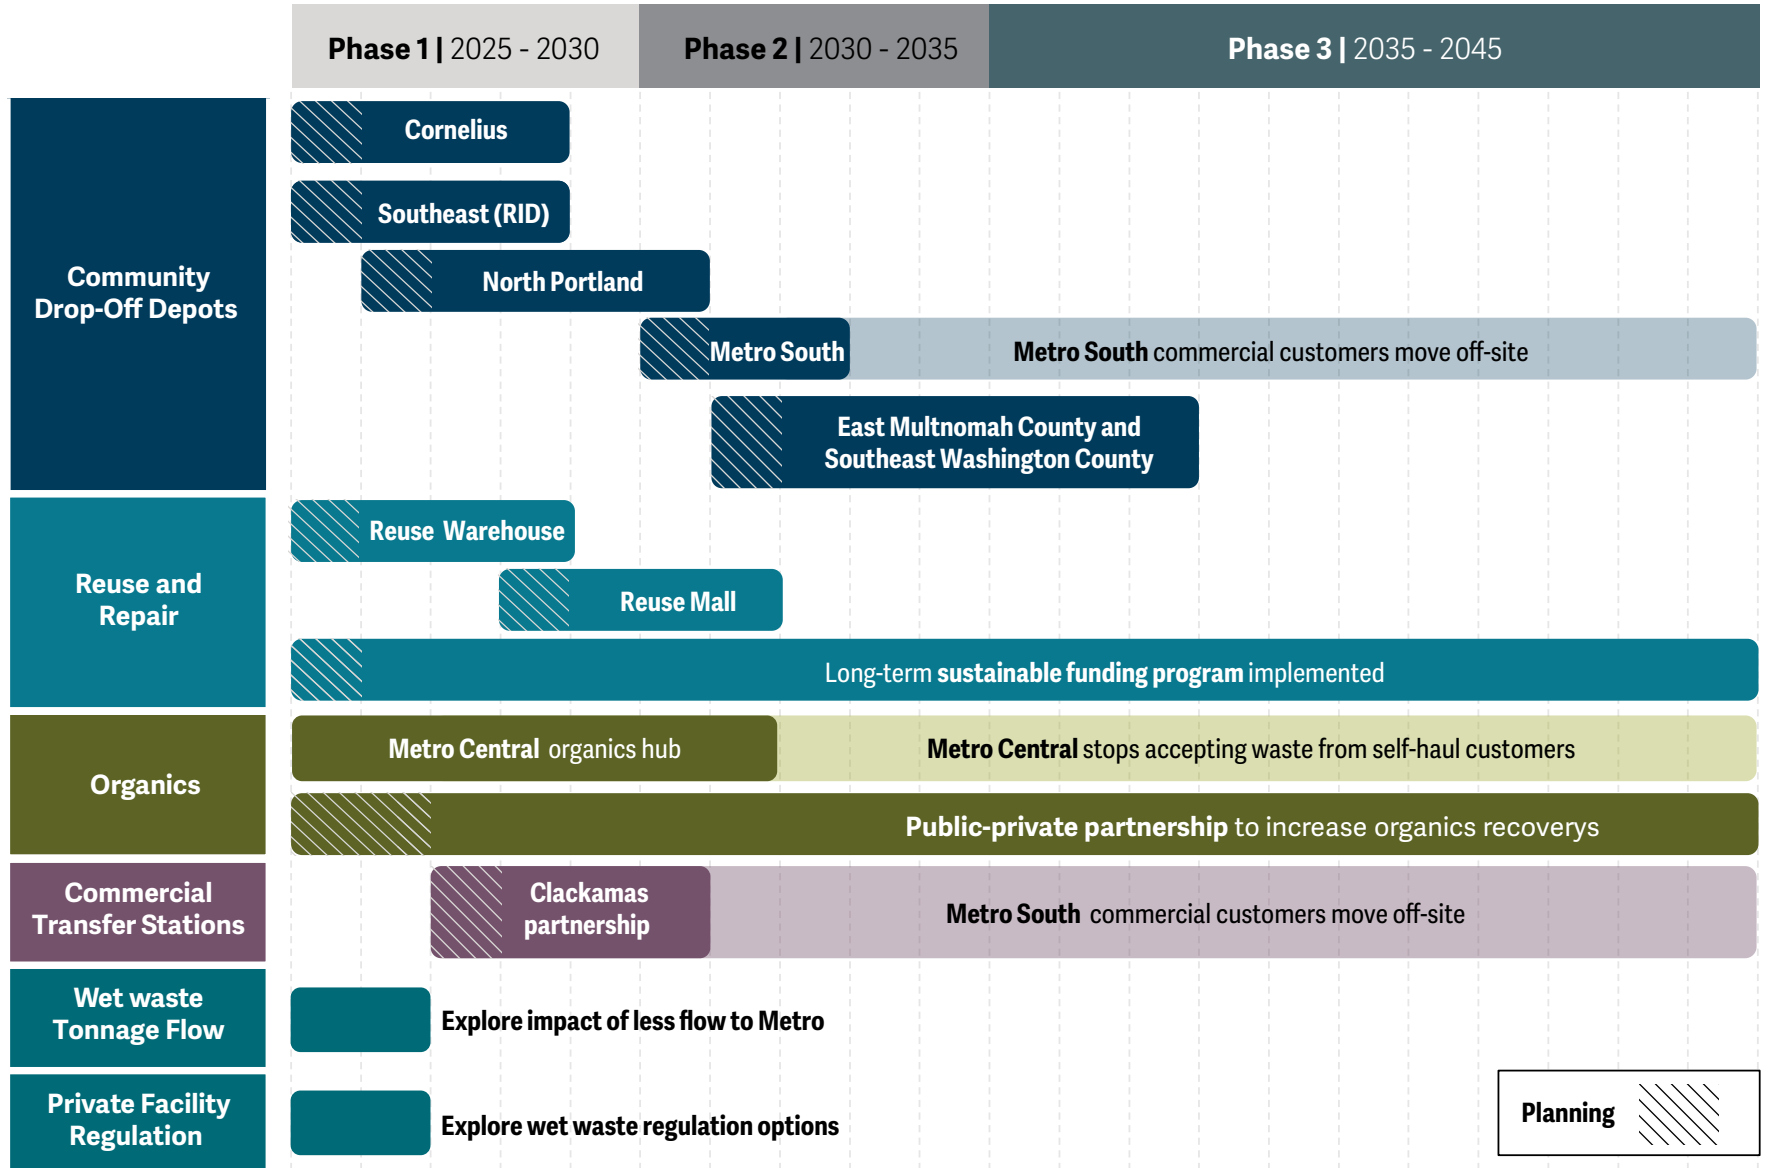 Phase 1 | 2025 - 2030
Phase 2 | 2030 - 2035
Phase 3 | 2035 - 2045
Community
Drop-Off Depots
Cornelius
Southeast (RID)
North Portland
Metro South
Metro South commercial customers move off-site
East Multnomah County and
Southeast Washington County
Reuse and
Repair
Reuse Warehouse
Reuse Mall
Long-term sustainable funding program implemented
Organics
Metro Central organics hub
Metro Central stops accepting waste from self-haul customers
Public-private partnership to increase organics recoverys
Commercial
Transfer Stations
Clackamas
partnership
Metro South commercial customers move off-site
Wet waste
Tonnage Flow
Explore impact of less flow to Metro
Private Facility
Regulation
Explore wet waste regulation options
Planning